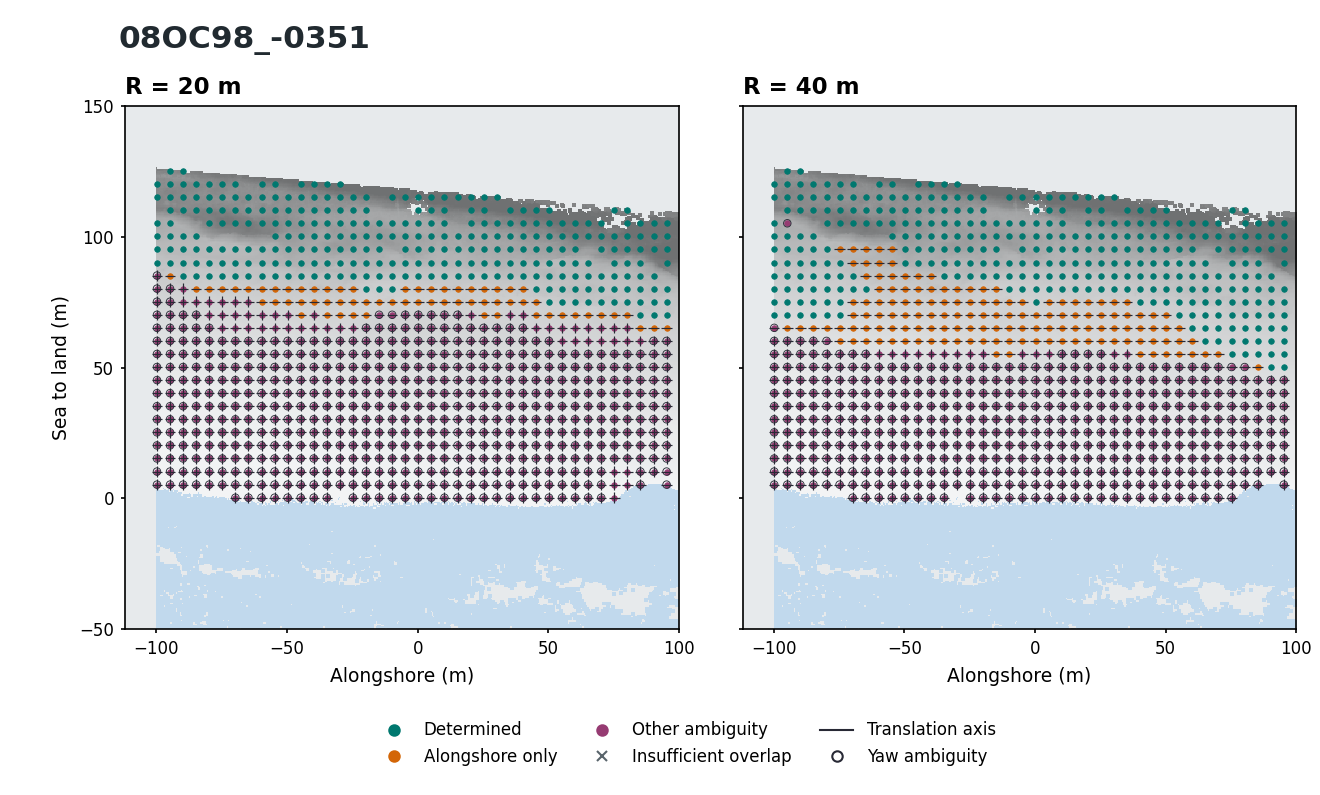 08OC98_-0351
R = 20 m
R = 40 m
150
100
50
0
−50
Sea to land (m)
−100
−50
0
50
100
−100
−50
0
50
100
Alongshore (m)
Alongshore (m)
Determined
Other ambiguity
Translation axis
Alongshore only
Insufficient overlap
Yaw ambiguity